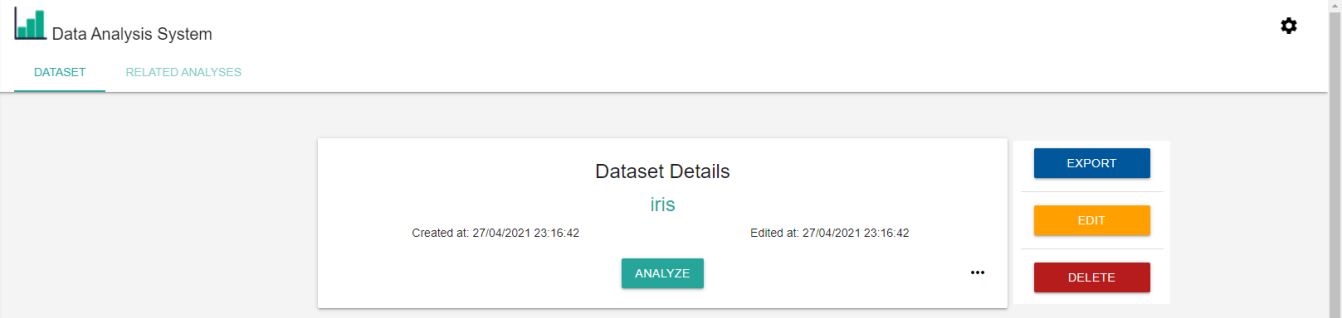 Data Analysis System
DATASET RELATED ANALYSES
Dataset Details
iris
Created at: 27/04/2021 23:16:42 Edited at: 27/04/2021 23:16:42
ANALYZE
EXPORT
EDIT
DELETE